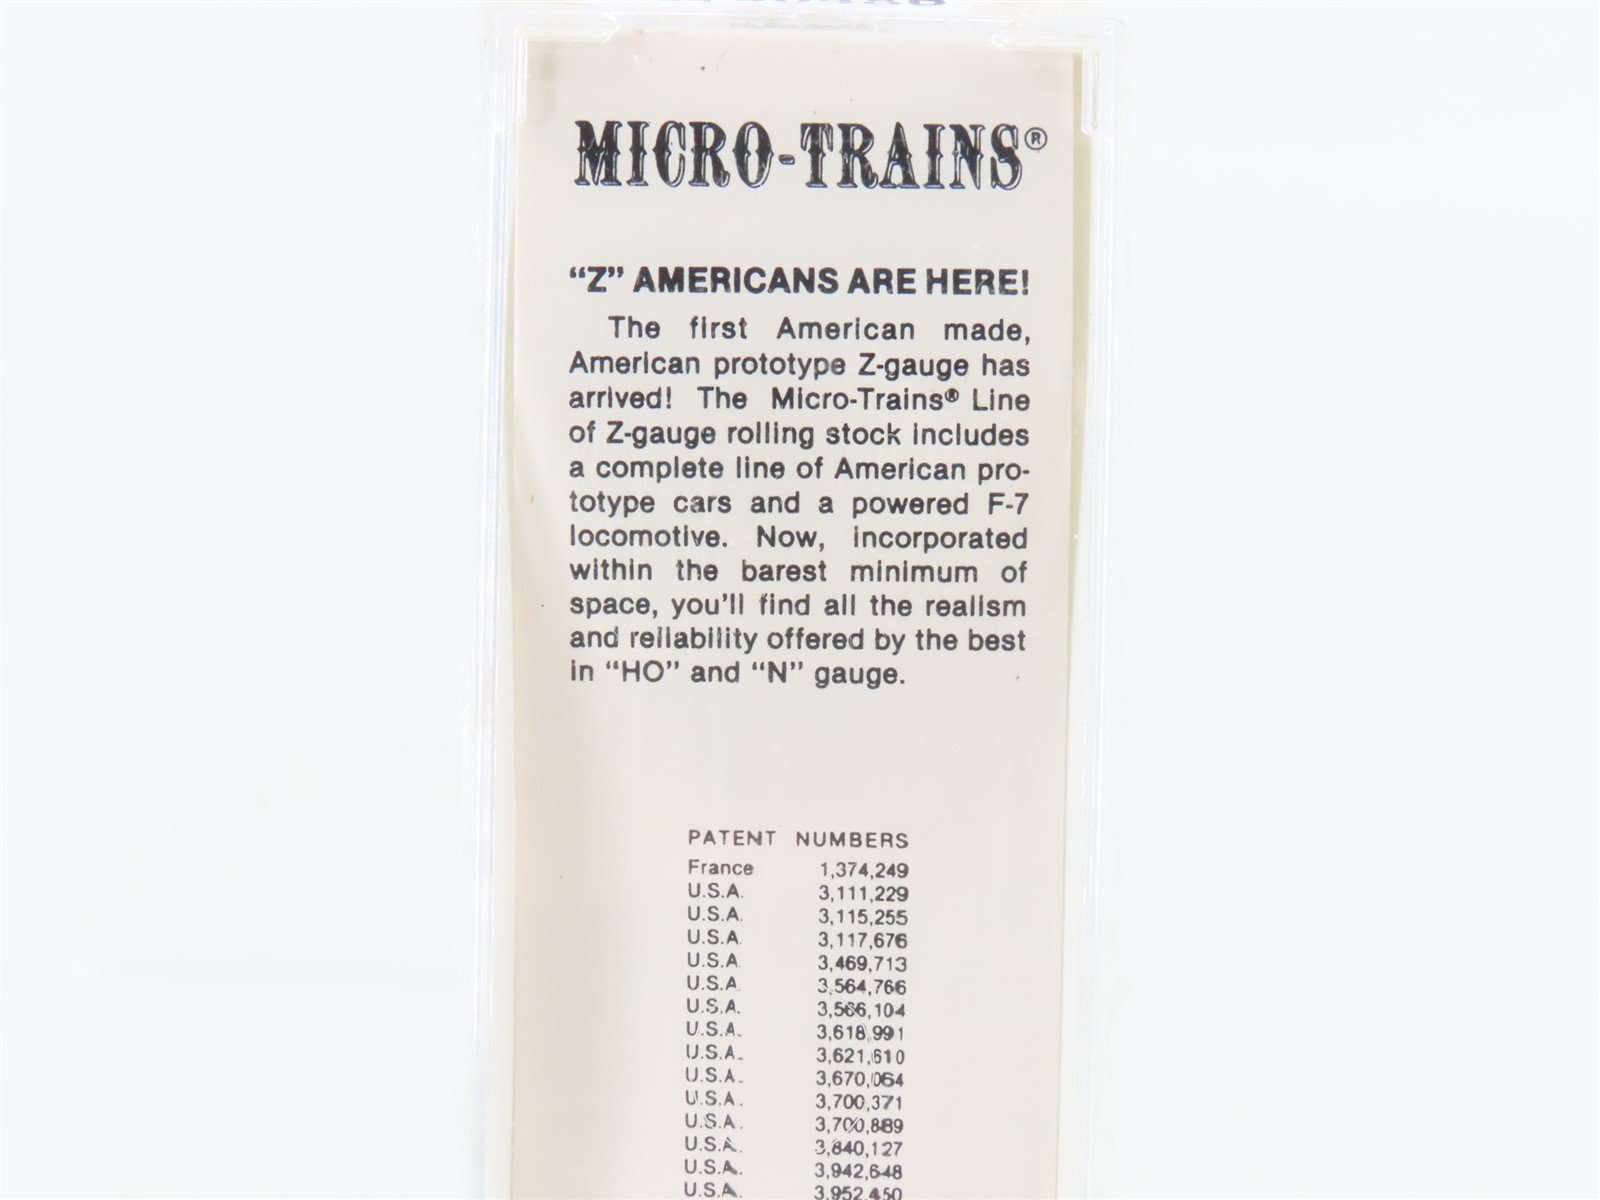 MICRO-TRAINS®
“Z” AMERICANS ARE HERE!
The first American made,
American prototype Z-gauge has
arrived! The Micro-Trains® Line
of Z-gauge rolling stock includes
a complete line of American pro-
totype cars and a powered F-7
locomotive. Now, incorporated
within the barest minimum of
space, you'll find all the realism
and reliability offered by the best
in “HO” and “N” gauge.
PATENT NUMBERS
France 1,374,249
U.S.A. 3,111,229
U.S.A. 3,115,255
U.S.A. 3,117,676
U.S.A. 3,469,713
U.S.A. 3,564,766
U.S.A. 3,566,104
U.S.A. 3,618,991
U.S.A. 3,621,610
U.S.A. 3,670,064
U.S.A. 3,700,371
U.S.A. 3,700,889
U.S.A. 3,840,127
U.S.A. 3,942,648
U.S.A. 3,952,450